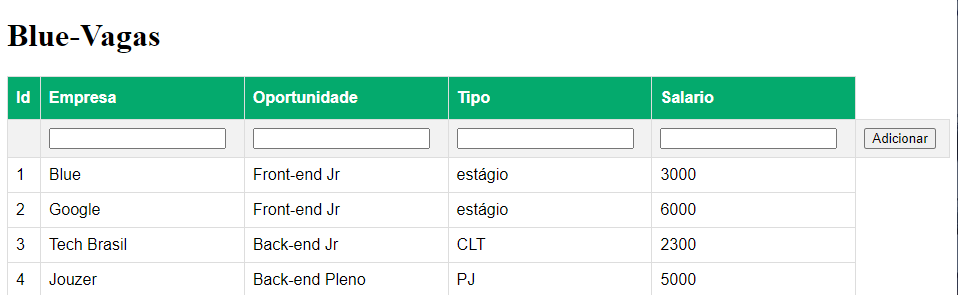 Blue-Vagas
Id Empresa Oportunidade Tipo Salario
Adicionar
1 Blue Front-end Jr estágio 3000
2 Google Front-end Jr estágio 6000
3 Tech Brasil Back-end Jr CLT 2300
4 Jouzer Back-end Pleno PJ 5000